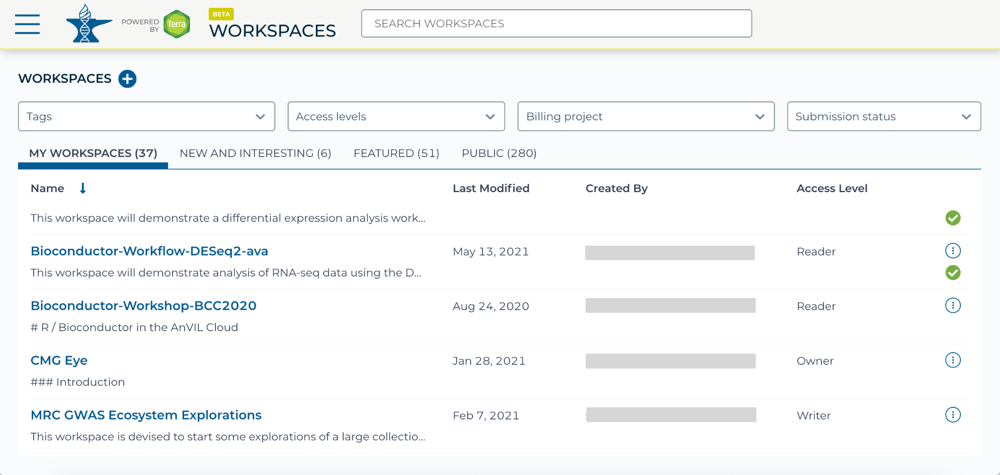 POWERED
BY
Terra
BETA
WORKSPACES
SEARCH WORKSPACES
WORKSPACES
Tags
Access levels
Billing project
Submission status
MY WORKSPACES (37)
NEW AND INTERESTING (6)
FEATURED (51)
PUBLIC (280)
Name
Last Modified
Created By
Access Level
This workspace will demonstrate a differential expression analysis work...
Bioconductor-Workflow-DESeq2-ava
May 13, 2021
Reader
This workspace will demonstrate analysis of RNA-seq data using the D...
Bioconductor-Workshop-BCC2020
Aug 24, 2020
Reader
# R / Bioconductor in the AnVIL Cloud
CMG Eye
Jan 28, 2021
Owner
### Introduction
MRC GWAS Ecosystem Explorations
Feb 7, 2021
Writer
This workspace is devised to start some explorations of a large collectio...